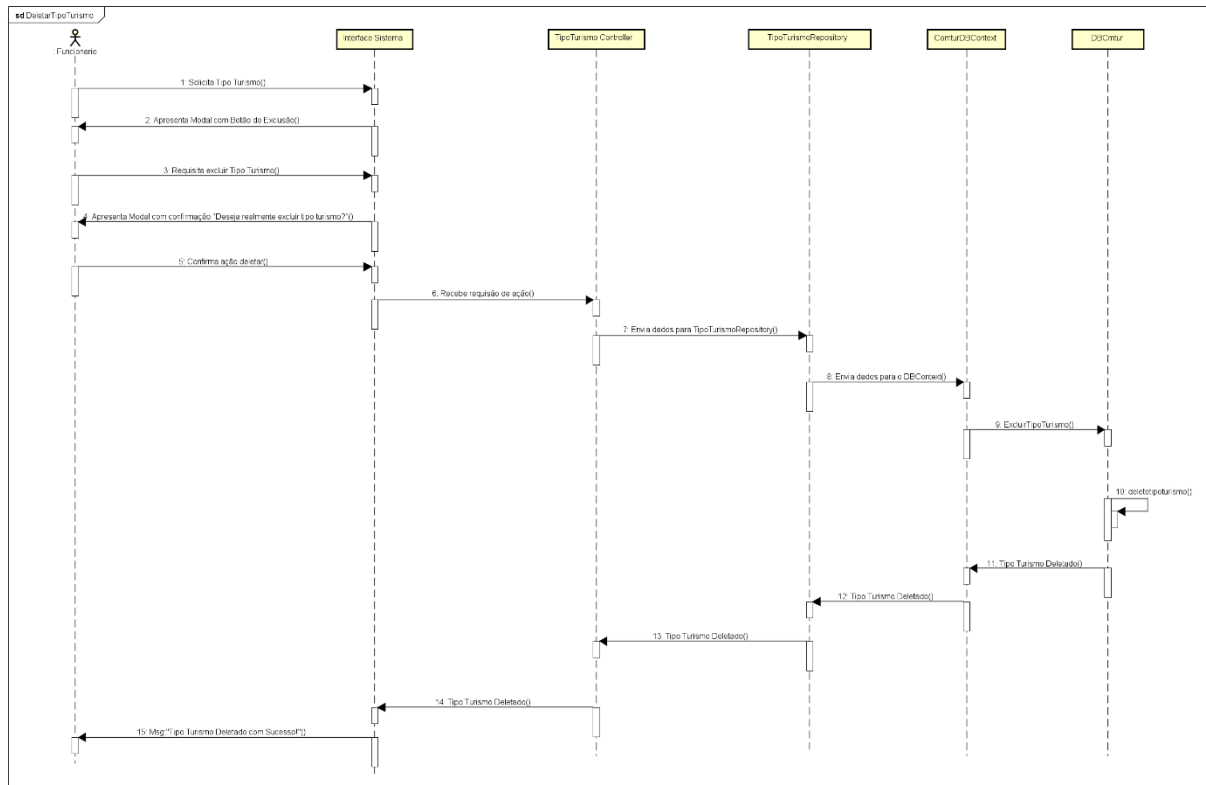 sd DeletarTipoTurismo
: Funcionario
Interface Sistema
TipoTurismo Controller
TipoTurismoRepository
ComturDBContext
DBCmtur
1: Solicita Tipo Turismo()
2: Apresenta Modal com Botão de Exclusão()
3: Requisita excluir Tipo Turismo()
4: Apresenta Modal com confirmação "Deseja realmente excluir tipo turismo?"()
5: Confirma ação deletar()
6: Recebe requisão de ação()
7: Envia dados para TipoTurismoRepository()
8: Envia dados para o DBContext()
9: ExcluirTipoTurismo()
10: deletetipoturismo()
11: Tipo Turismo Deletado()
12: Tipo Turismo Deletado()
13: Tipo Turismo Deletado()
14: Tipo Turismo Deletado()
15: Msg:"Tipo Turismo Deletado com Sucesso!"()